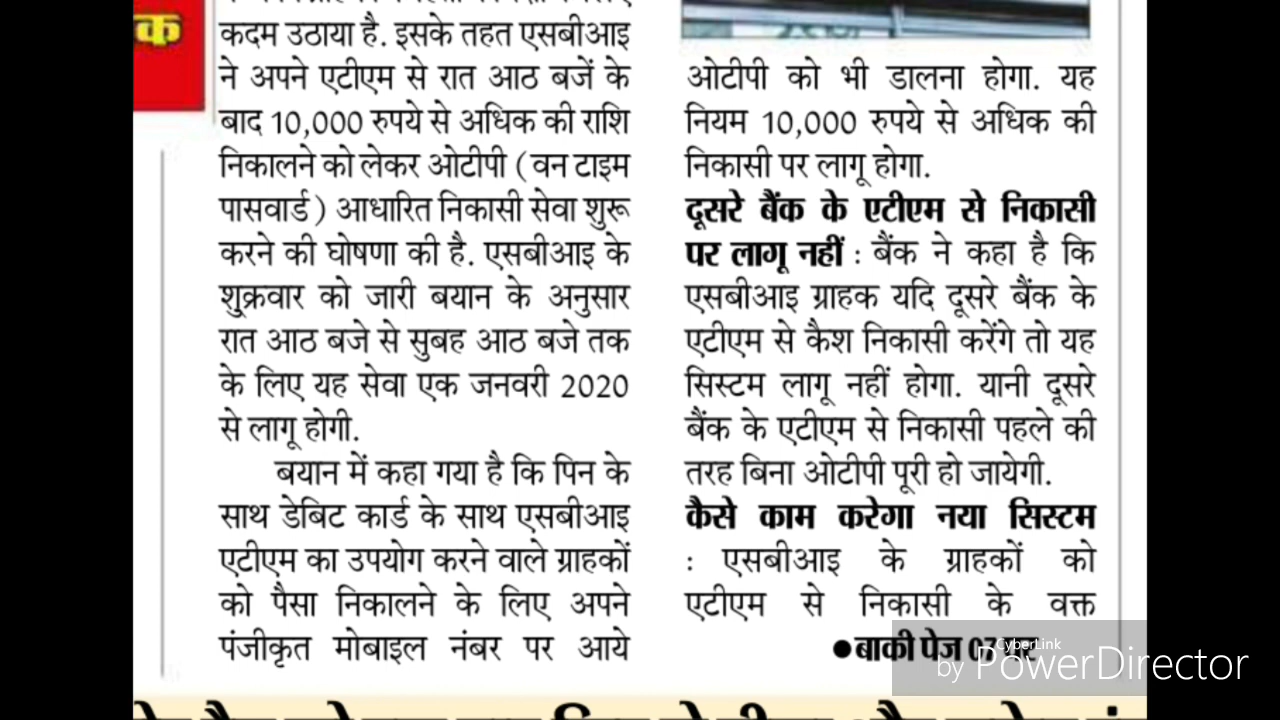 क
कदम उठाया है. इसके तहत एसबीआइ
ने अपने एटीएम से रात आठ बजें के
बाद 10,000 रुपये से अधिक की राशि
निकालने को लेकर ओटीपी ( वन टाइम
पासवार्ड ) आधारित निकासी सेवा शुरू
करने की घोषणा की है. एसबीआइ के
शुक्रवार को जारी बयान के अनुसार
रात आठ बजे से सुबह आठ बजे तक
के लिए यह सेवा एक जनवरी 2020
से लागू होगी.
बयान में कहा गया है कि पिन के
साथ डेबिट कार्ड के साथ एसबीआइ
एटीएम का उपयोग करने वाले ग्राहकों
को पैसा निकालने के लिए अपने
पंजीकृत मोबाइल नंबर पर आये
ओटीपी को भी डालना होगा. यह
नियम 10,000 रुपये से अधिक की
निकासी पर लागू होगा.
दूसरे बैंक के एटीएम से निकासी
पर लागू नहीं : बैंक ने कहा है कि
एसबीआइ ग्राहक यदि दूसरे बैंक के
एटीएम से कैश निकासी करेंगे तो यह
सिस्टम लागू नहीं होगा. यानी दूसरे
बैंक के एटीएम से निकासी पहले की
तरह बिना ओटीपी पूरी हो जायेगी.
कैसे काम करेगा नया सिस्टम
: एसबीआइ के ग्राहकों को
एटीएम से निकासी के वक्त
●बाकी पेज 07 पर
CyberLink
by PowerDirector